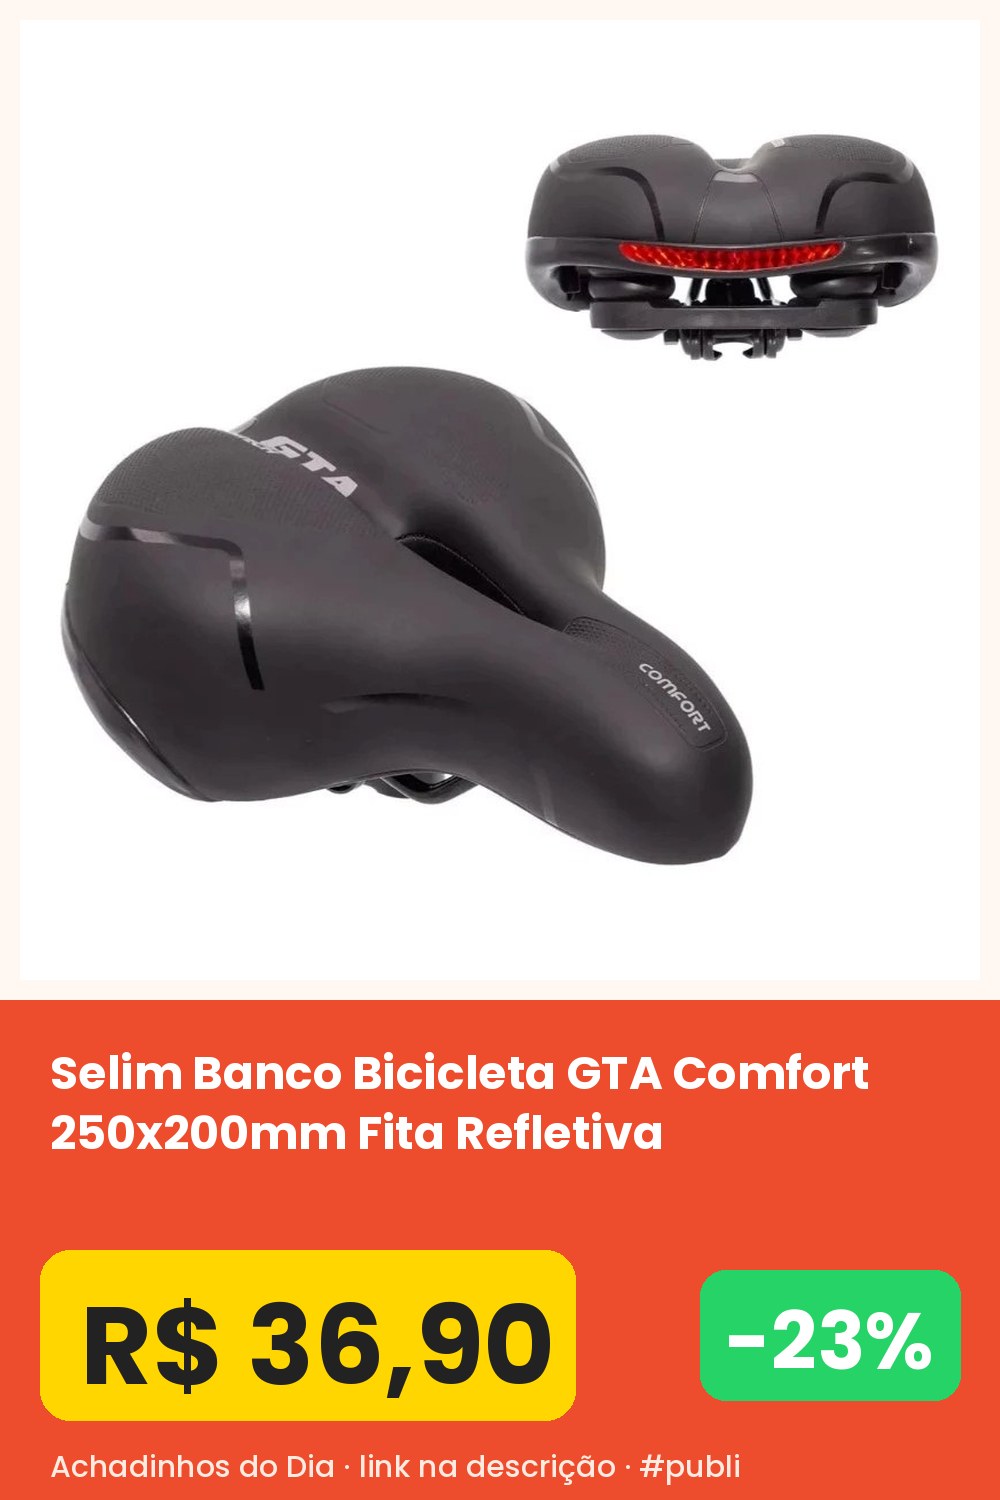 GTA
COMFORT
Selim Banco Bicicleta GTA Comfort
250x200mm Fita Refletiva
R$ 36,90
-23%
Achadinhos do Dia · link na descrição · #publi